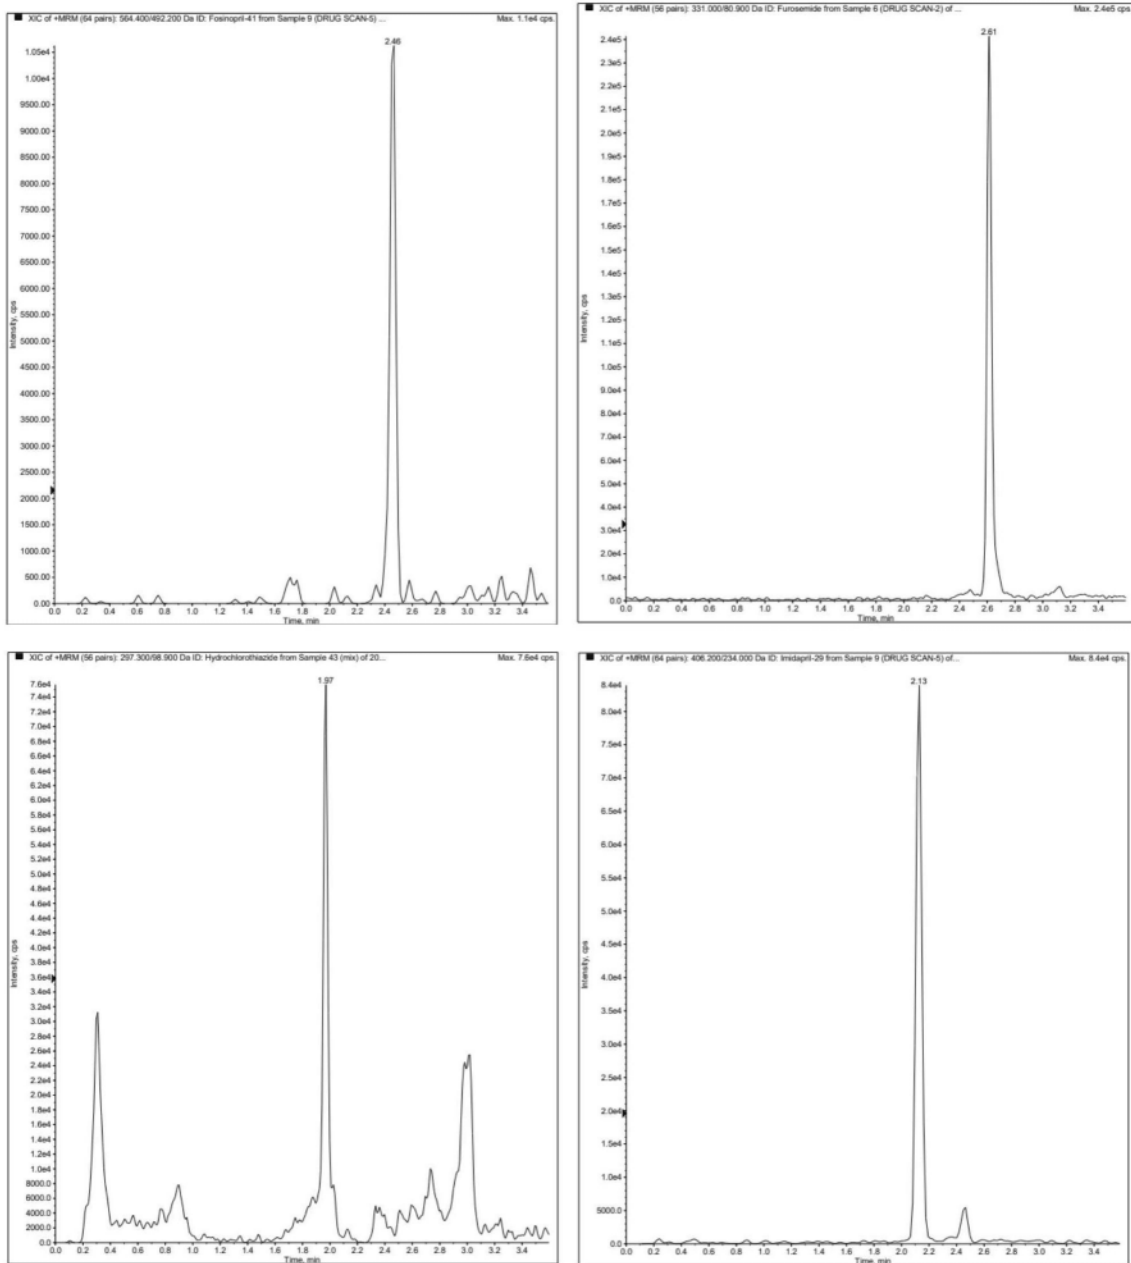 XIC of +MRM (64 pairs): 564.400/492.200 Da ID: Fosinopril-41 from Sample 9 (DRUG SCAN-5) ... Max. 1.1e4 cps.
2.46
1.05e4
1.00e4
9500.00
9000.00
8500.00
8000.00
7500.00
7000.00
6500.00
6000.00
5500.00
5000.00
4500.00
4000.00
3500.00
3000.00
2500.00
2000.00
1500.00
1000.00
500.00
0.00
Intensity, cps
0.0 0.2 0.4 0.6 0.8 1.0 1.2 1.4 1.6 1.8 2.0 2.2 2.4 2.6 2.8 3.0 3.2 3.4
Time, min
XIC of +MRM (56 pairs): 331.000/80.900 Da ID: Furosemide from Sample 6 (DRUG SCAN-2) of ... Max. 2.4e5 cps.
2.61
2.4e5
2.3e5
2.2e5
2.1e5
2.0e5
1.9e5
1.8e5
1.7e5
1.6e5
1.5e5
1.4e5
1.3e5
1.2e5
1.1e5
1.0e5
9.0e4
8.0e4
7.0e4
6.0e4
5.0e4
4.0e4
3.0e4
2.0e4
1.0e4
0.0
Intensity, cps
0.0 0.2 0.4 0.6 0.8 1.0 1.2 1.4 1.6 1.8 2.0 2.2 2.4 2.6 2.8 3.0 3.2 3.4
Time, min
XIC of +MRM (56 pairs): 297.300/98.900 Da ID: Hydrochlorothiazide from Sample 43 (mix) of 20... Max. 7.6e4 cps.
1.97
7.6e4
7.4e4
7.2e4
7.0e4
6.8e4
6.6e4
6.4e4
6.2e4
6.0e4
5.8e4
5.6e4
5.4e4
5.2e4
5.0e4
4.8e4
4.6e4
4.4e4
4.2e4
4.0e4
3.8e4
3.6e4
3.4e4
3.2e4
3.0e4
2.8e4
2.6e4
2.4e4
2.2e4
2.0e4
1.8e4
1.6e4
1.4e4
1.2e4
1.0e4
8000.0
6000.0
4000.0
2000.0
0.0
Intensity, cps
0.0 0.2 0.4 0.6 0.8 1.0 1.2 1.4 1.6 1.8 2.0 2.2 2.4 2.6 2.8 3.0 3.2 3.4
Time, min
XIC of +MRM (64 pairs): 406.200/234.000 Da ID: Imidapril-29 from Sample 9 (DRUG SCAN-5) of... Max. 8.4e4 cps.
2.13
8.4e4
8.0e4
7.5e4
7.0e4
6.5e4
6.0e4
5.5e4
5.0e4
4.5e4
4.0e4
3.5e4
3.0e4
2.5e4
2.0e4
1.5e4
1.0e4
5000.0
0.0
Intensity, cps
0.0 0.2 0.4 0.6 0.8 1.0 1.2 1.4 1.6 1.8 2.0 2.2 2.4 2.6 2.8 3.0 3.2 3.4
Time, min